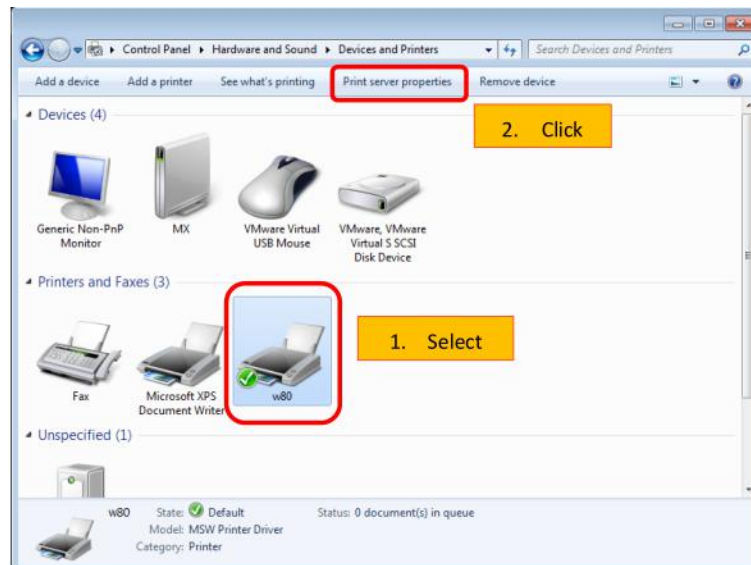 Control Panel ▸ Hardware and Sound ▸ Devices and Printers
Search Devices and Printers
Add a device Add a printer See what's printing Print server properties Remove device
Devices (4)
2. Click
Generic Non-PnP
Monitor
MX
VMware Virtual
USB Mouse
VMware, VMware
Virtual S SCSI
Disk Device
Printers and Faxes (3)
1. Select
Fax
Microsoft XPS
Document Writer
w80
Unspecified (1)
w80 State: Default Status: 0 document(s) in queue
Model: MSW Printer Driver
Category: Printer